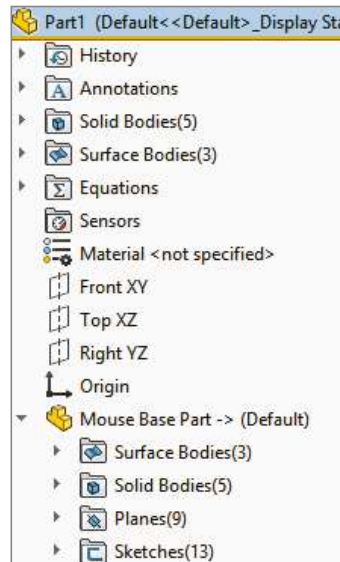 Part1 (Default<<Default>_Display Sta
History
Annotations
Solid Bodies(5)
Surface Bodies(3)
Equations
Sensors
Material <not specified>
Front XY
Top XZ
Right YZ
Origin
Mouse Base Part -> (Default)
Surface Bodies(3)
Solid Bodies(5)
Planes(9)
Sketches(13)